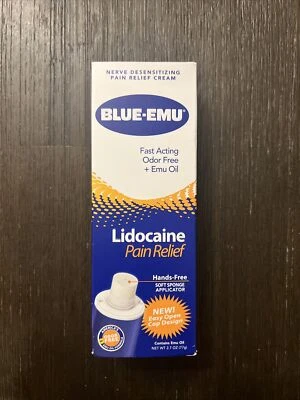 NERVE DESENSITIZING
PAIN RELIEF CREAM
BLUE-EMU®
Fast Acting
Odor Free
+ Emu Oil
Lidocaine
Pain Relief
Hands-Free
SOFT SPONGE
APPLICATOR
NEW!
Easy Open
Cap Design
Contains Emu Oil
NET WT 2.7 OZ (77g)